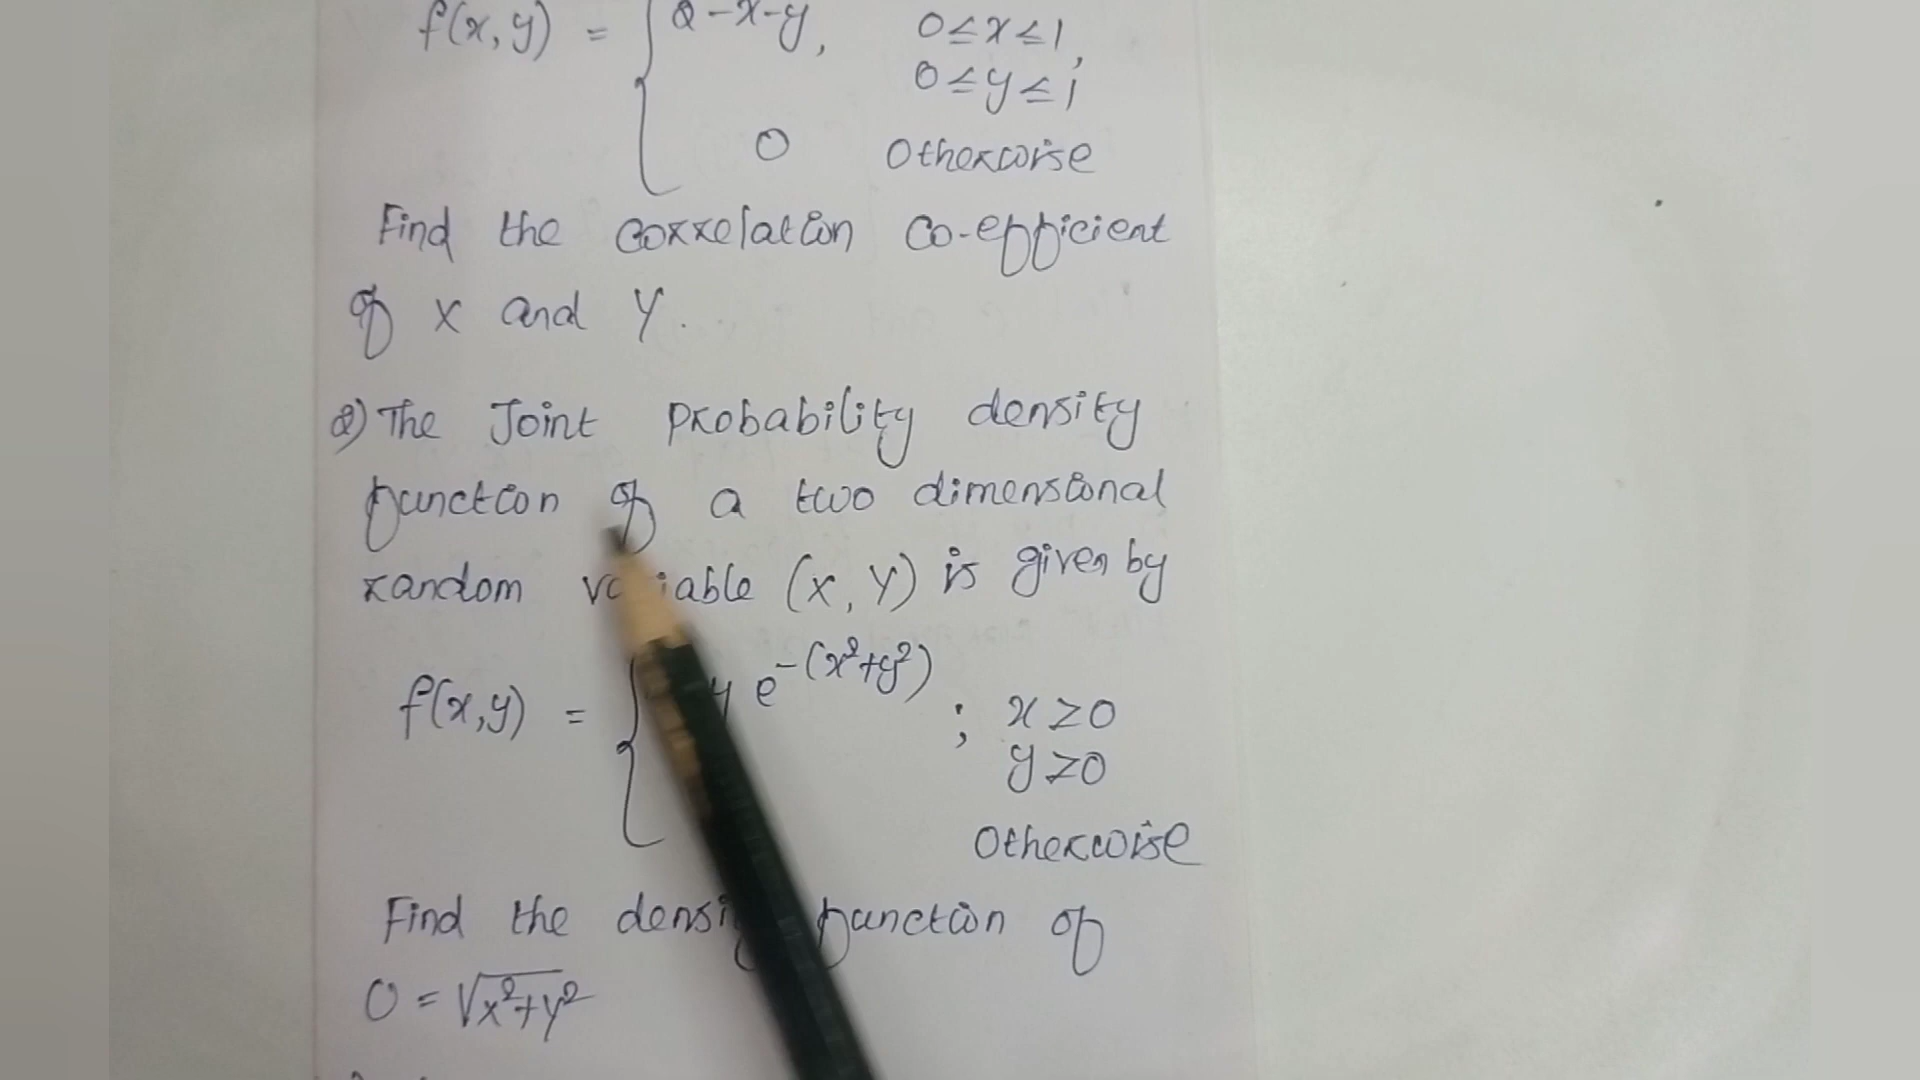 f(x, y) = { 2-x-y, 0≤x≤1,
0≤y≤1
0 Otherwise
Find the correlation Co-efficient
of X and Y.
2) The Joint Probability density
function of a two dimensional
random variable (X, Y) is given by
f(x,y) = { y e^-(x²+y²) ; x≥0
y≥0
Otherwise
Find the density function of
U = √x²+y²